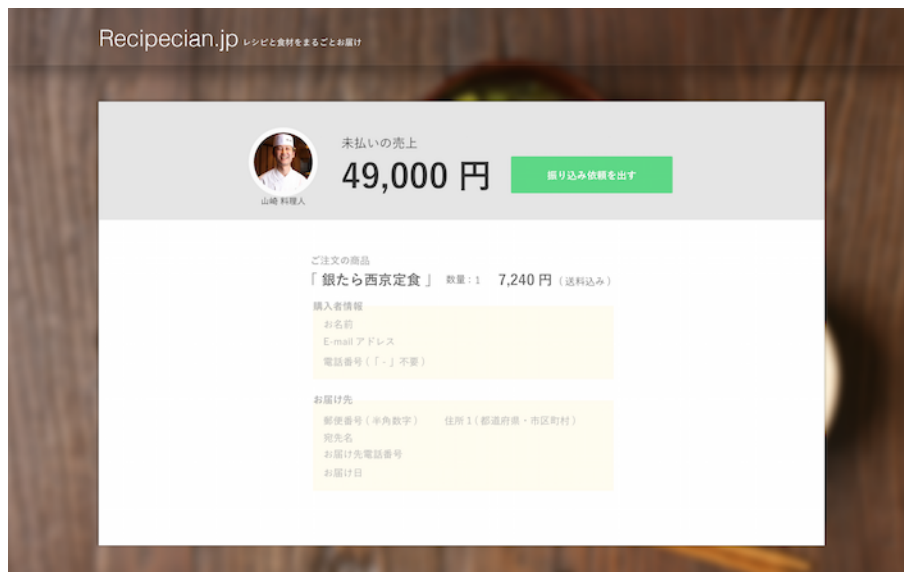 Recipecian.jp レシピと食材をまるごとお届け
未払いの売上
49,000 円
振り込み依頼を出す
山崎 料理人
ご注文の商品
「 銀たら西京定食 」 数量 : 1 7,240 円 ( 送料込み )
購入者情報
お名前
E-mail アドレス
電話番号 (「 - 」不要 )
お届け先
郵便番号 ( 半角数字 ) 住所 1 ( 都道府県・市区町村 )
宛先名
お届け先電話番号
お届け日